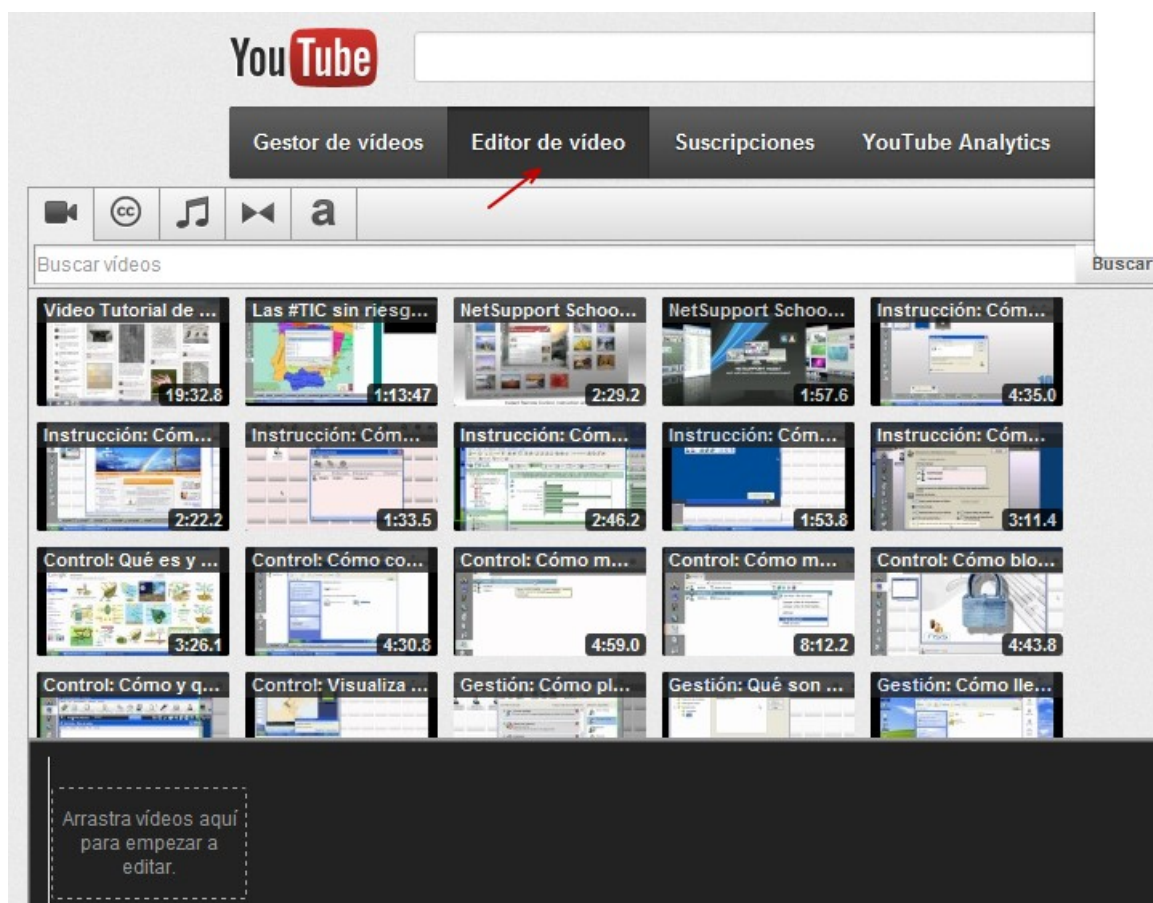 YouTube
Gestor de vídeos Editor de vídeo Suscripciones YouTube Analytics
cc a
Buscar vídeos Buscar
Video Tutorial de ... Las #TIC sin riesg... NetSupport Schoo... NetSupport Schoo... Instrucción: Cóm...
19:32.8 1:13:47 2:29.2 1:57.6 4:35.0
Instrucción: Cóm... Instrucción: Cóm... Instrucción: Cóm... Instrucción: Cóm... Instrucción: Cóm...
2:22.2 1:33.5 2:46.2 1:53.8 3:11.4
Control: Qué es y ... Control: Cómo co... Control: Cómo m... Control: Cómo m... Control: Cómo blo...
3:26.1 4:30.8 4:59.0 8:12.2 4:43.8
Control: Cómo y q... Control: Visualiza ... Gestión: Cómo pl... Gestión: Qué son ... Gestión: Cómo lle...
Arrastra vídeos aquí
para empezar a
editar.